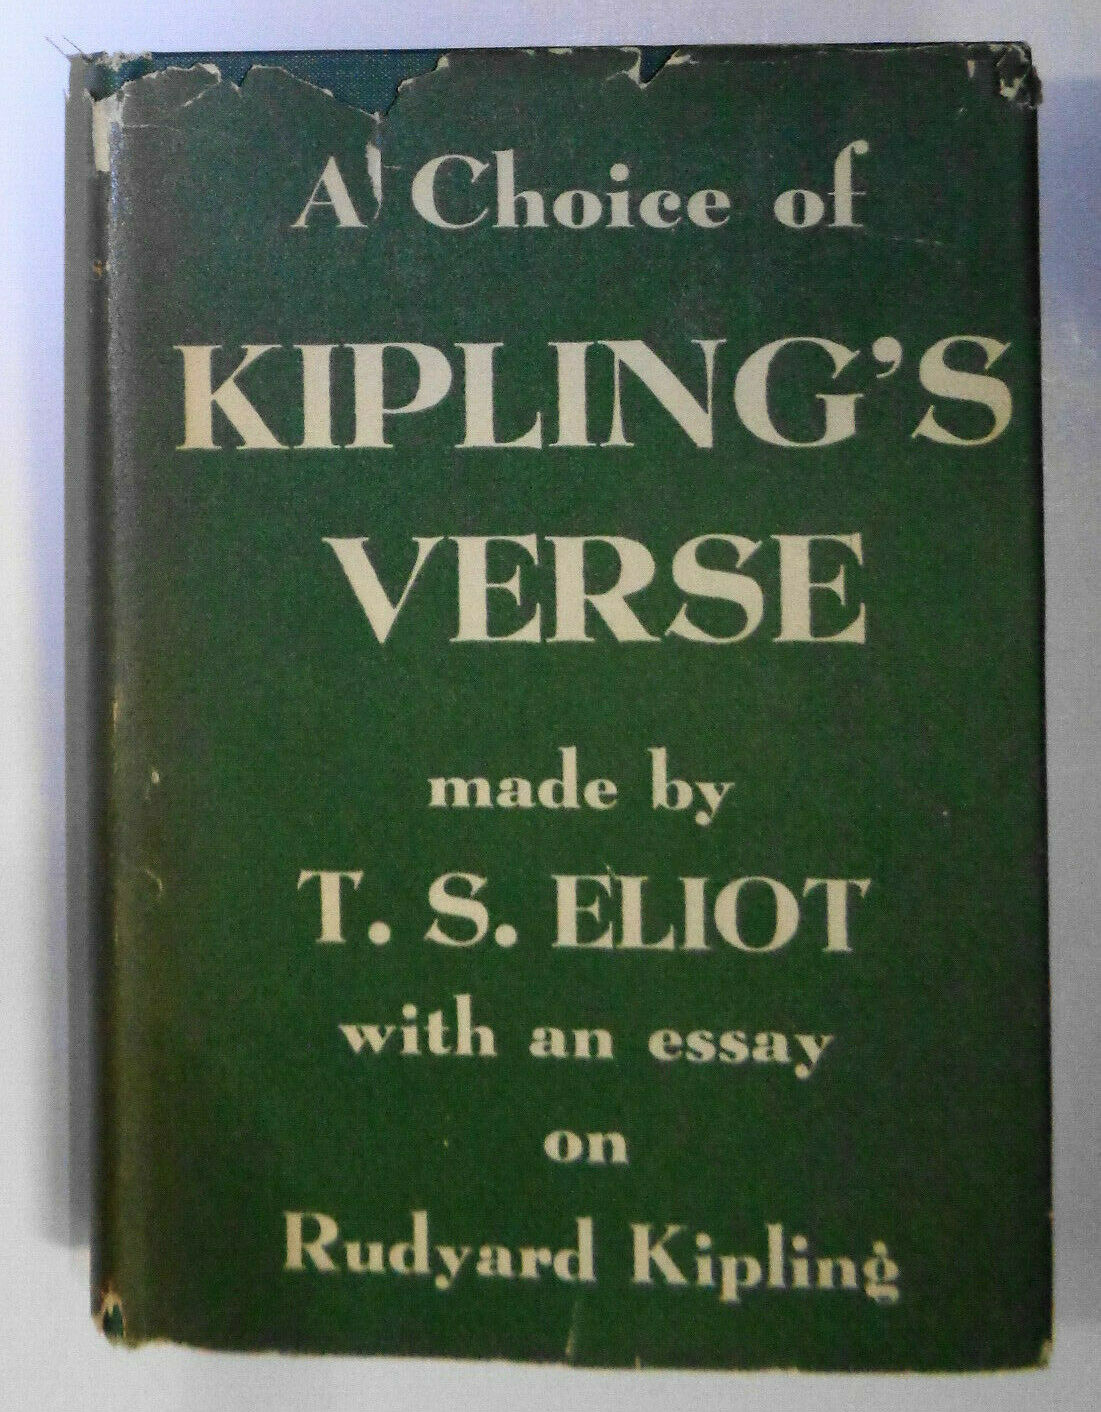 A Choice of
KIPLING'S
VERSE
made by
T. S. ELIOT
with an essay
on
Rudyard Kipling